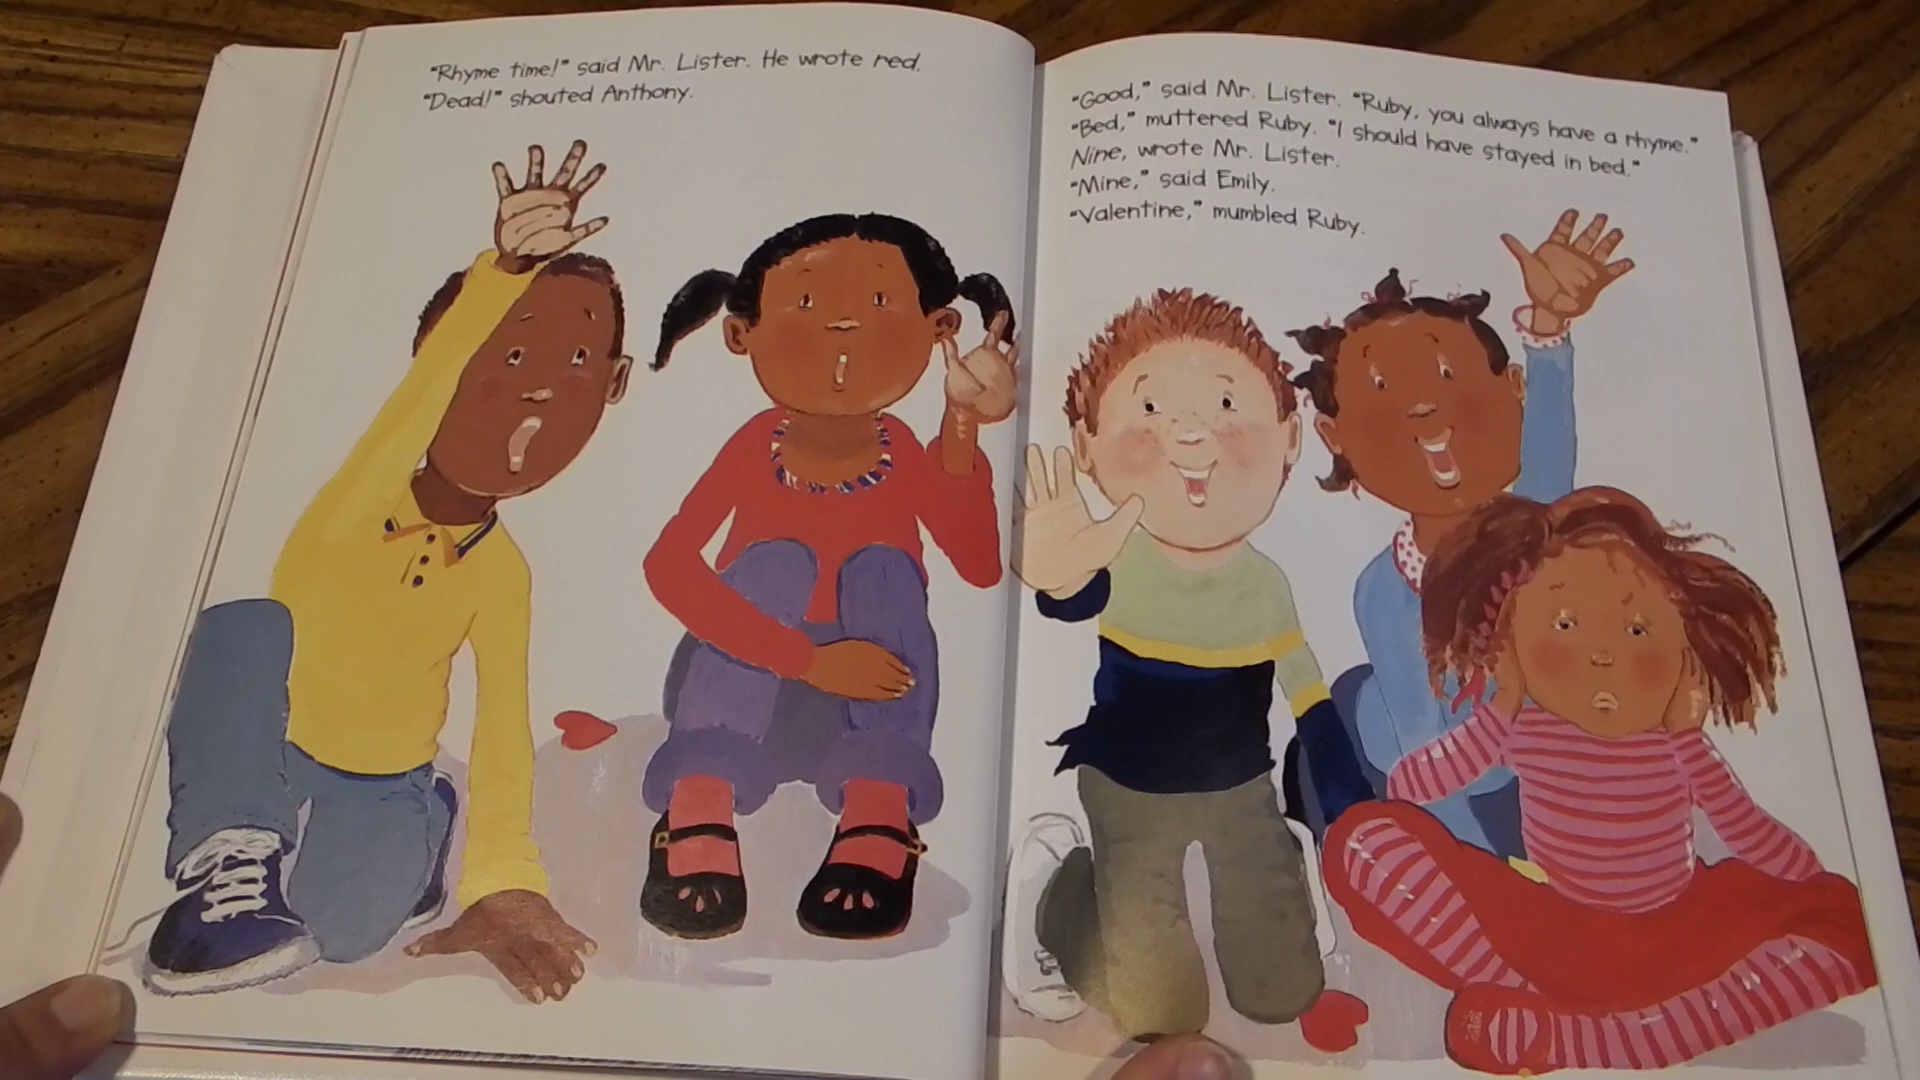 "Rhyme time!" said Mr. Lister. He wrote red.
"Dead!" shouted Anthony.
"Good," said Mr. Lister. "Ruby, you always have a rhyme."
"Bed," muttered Ruby. "I should have stayed in bed."
Nine, wrote Mr. Lister.
"Mine," said Emily.
"Valentine," mumbled Ruby.